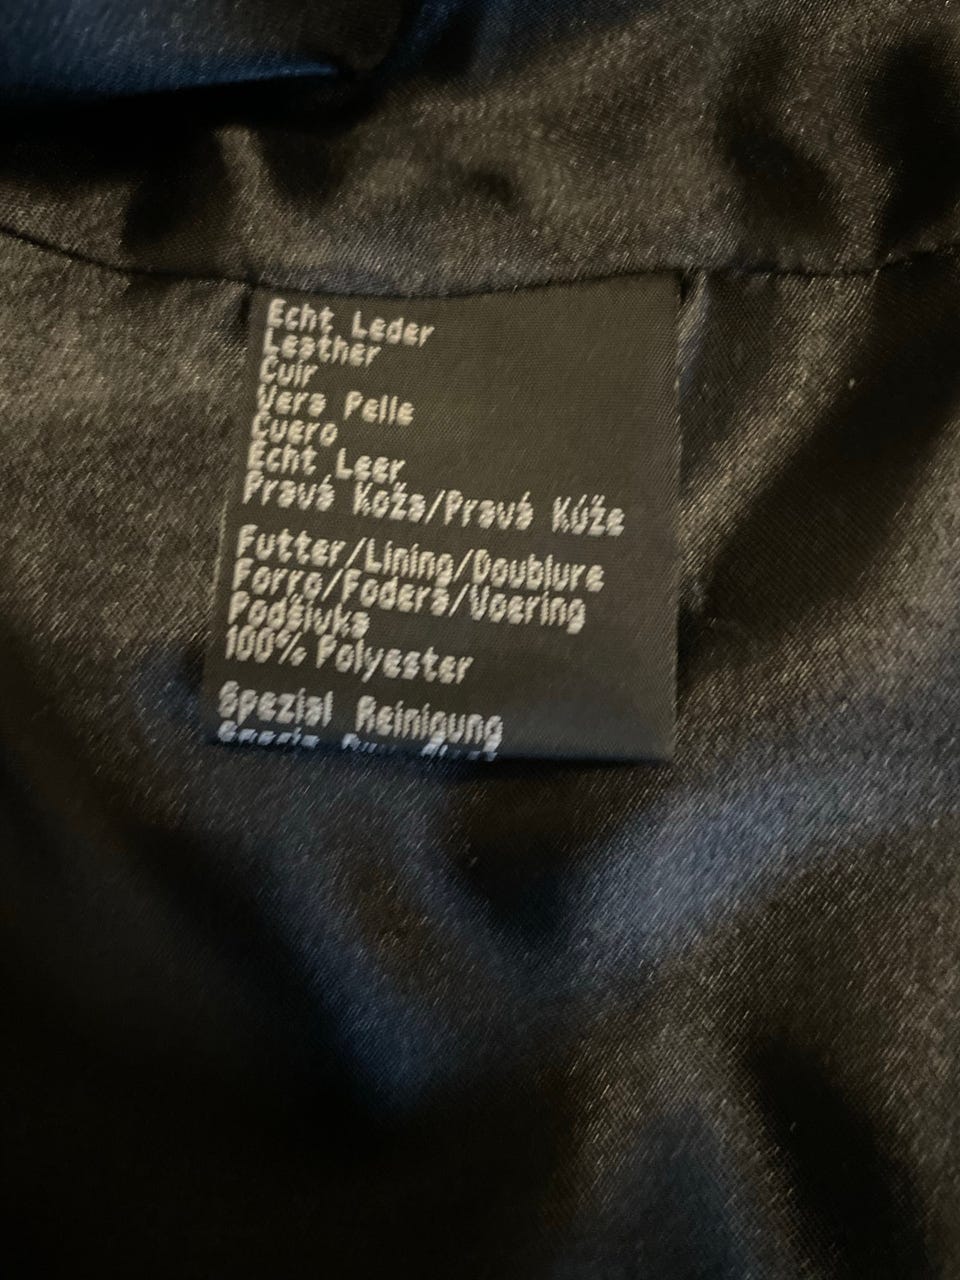 Echt Leder
Leather
Cuir
Vera Pelle
Cuero
Echt Leer
Pravá Koža/Pravá Kúže
Futter/Lining/Doublure
Forro/Fodera/Voering
Podšivka
100% Polyester
Spezial Reinigung